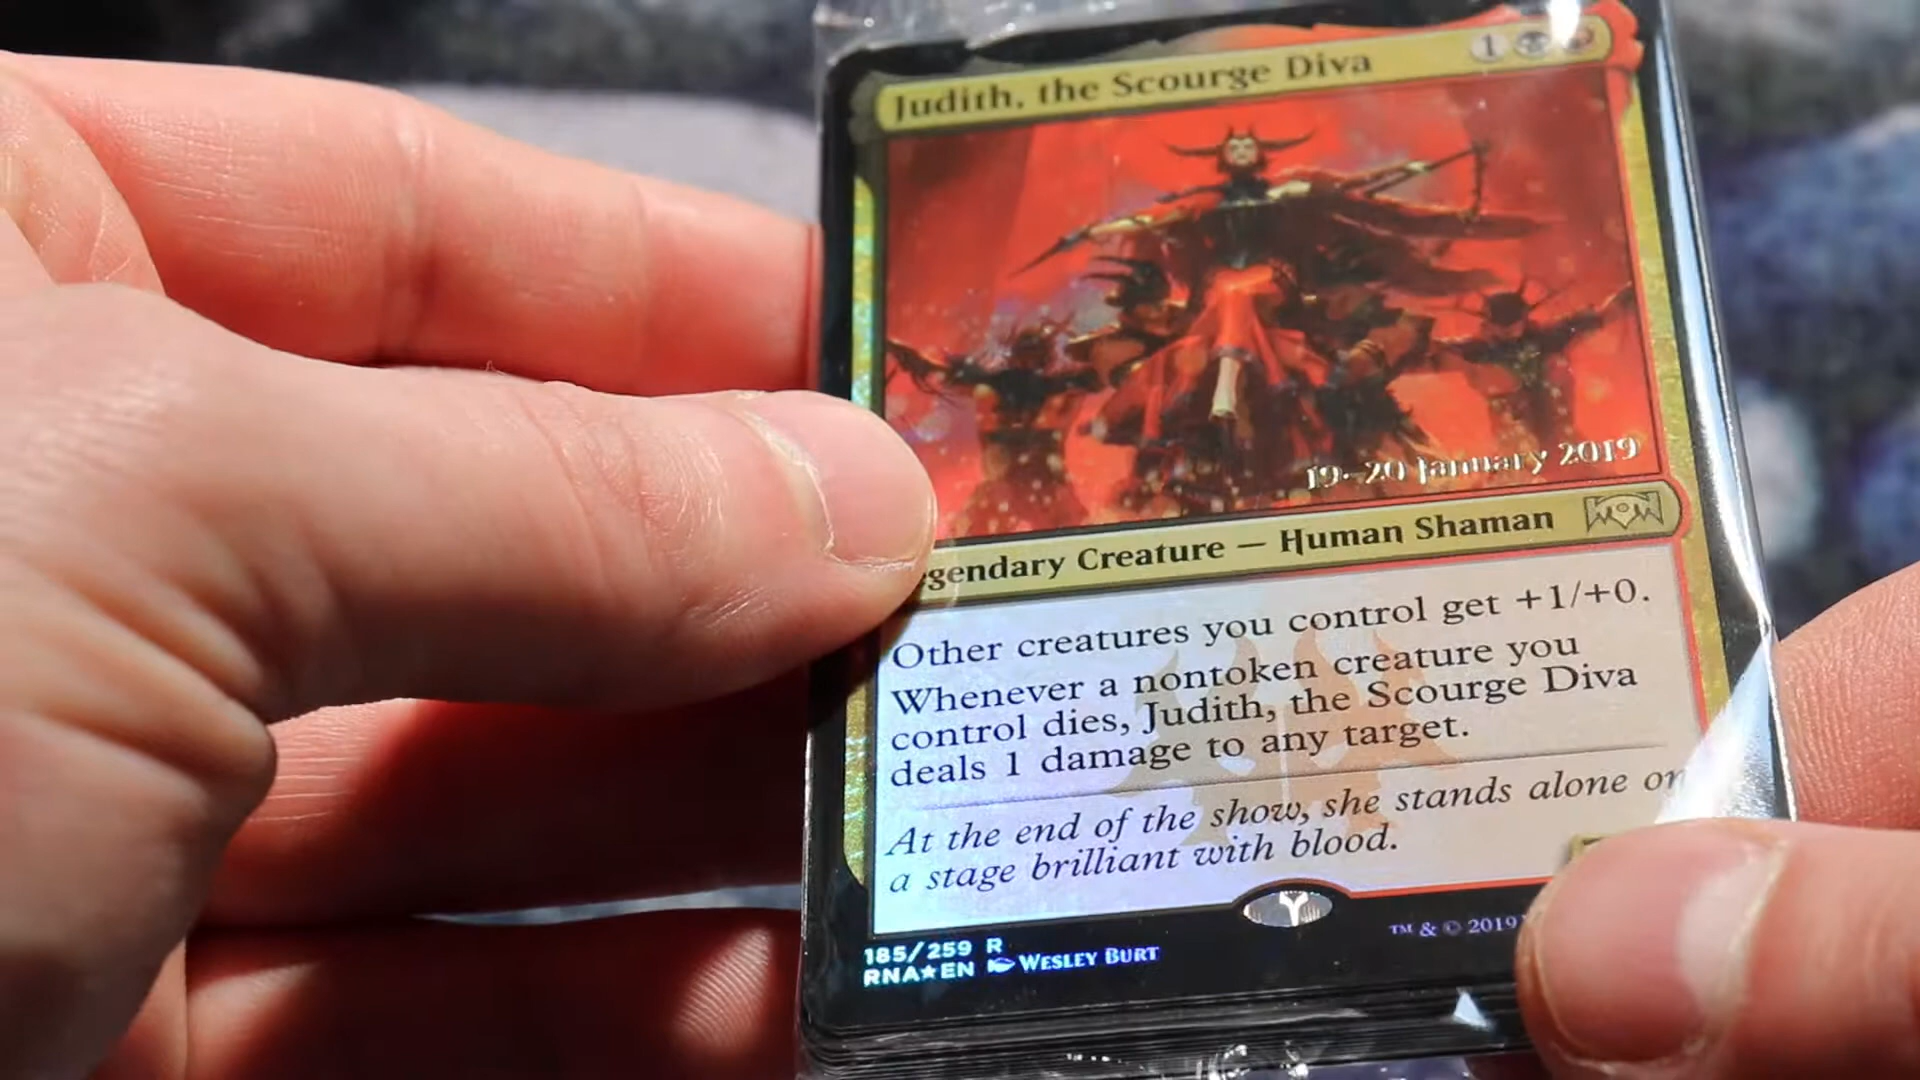 Judith, the Scourge Diva
1
19–20 January 2019
gendary Creature — Human Shaman
Other creatures you control get +1/+0.
Whenever a nontoken creature you
control dies, Judith, the Scourge Diva
deals 1 damage to any target.
At the end of the show, she stands alone on
a stage brilliant with blood.
185/259 R
RNA★EN WESLEY BURT
™ & © 2019